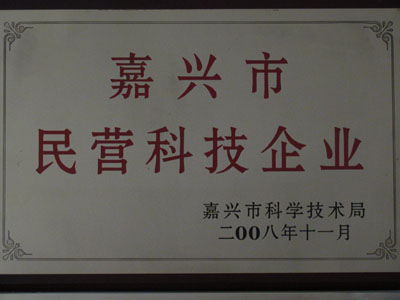 嘉兴市
民营科技企业
嘉兴市科学技术局
二00八年十一月